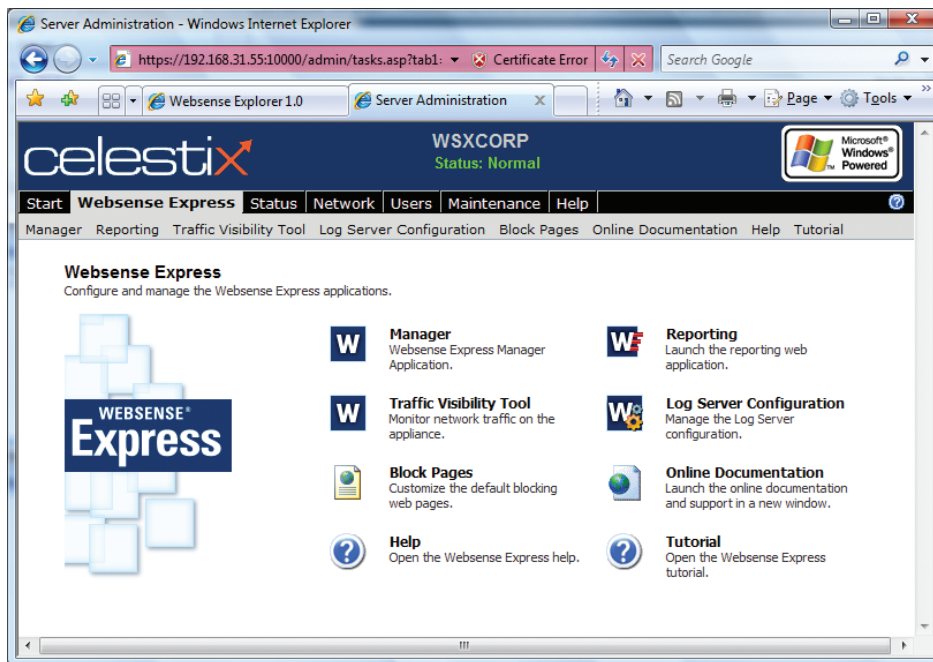 Server Administration - Windows Internet Explorer
https://192.168.31.55:10000/admin/tasks.asp?tab1: Certificate Error Search Google
Websense Explorer 1.0 Server Administration X Page Tools »
celestix WSXCORP Microsoft®
Status: Normal Windows®
Powered
Start Websense Express Status Network Users Maintenance Help
Manager Reporting Traffic Visibility Tool Log Server Configuration Block Pages Online Documentation Help Tutorial
Websense Express
Configure and manage the Websense Express applications.
WEBSENSE®
Express
W Manager
Websense Express Manager
Application.
W Reporting
Launch the reporting web
application.
W Traffic Visibility Tool
Monitor network traffic on the
appliance.
W Log Server Configuration
Manage the Log Server
configuration.
Block Pages
Customize the default blocking
web pages.
Online Documentation
Launch the online documentation
and support in a new window.
? Help
Open the Websense Express help.
? Tutorial
Open the Websense Express
tutorial.